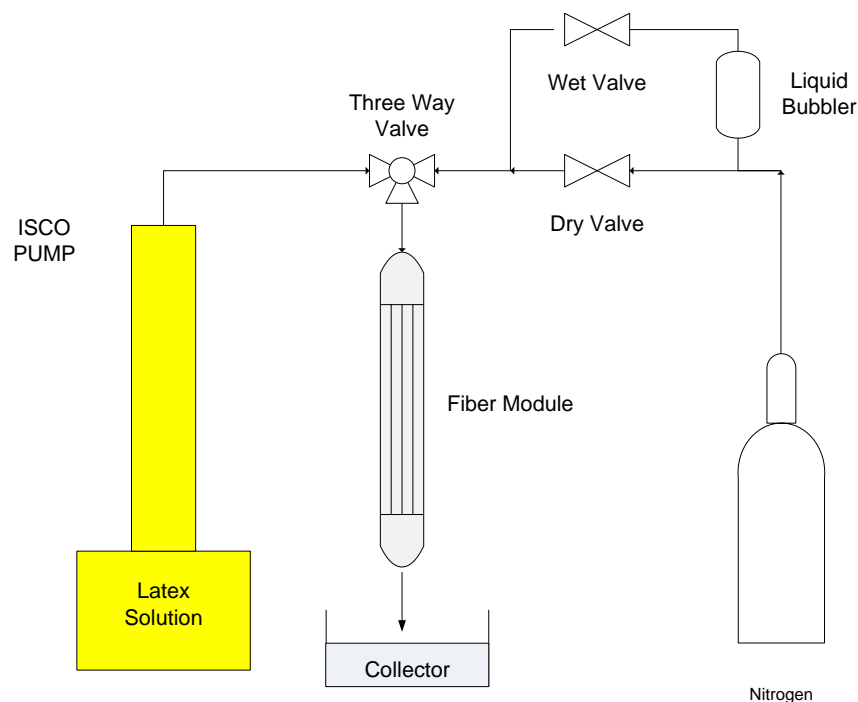 Wet Valve
Liquid
Bubbler
Three Way
Valve
ISCO
PUMP
Dry Valve
Fiber Module
Latex
Solution
Collector
Nitrogen